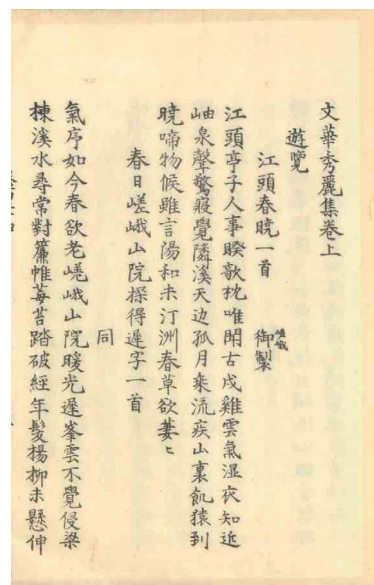 文華秀麗集卷上
遊覽
江頭春曉一首 嵯峨 御製
江頭亭子人事睽欹枕唯聞古戍雞雲氣濕衣知近
岫泉聲驚寢覺隣溪天边孤月乗流疾山裏飢猿到
曉啼物候雖言陽和未汀洲春草欲萋〻
春日嵯峨山院探得遲字一首
同
氣序如今春欲老嵯峨山院暖光遲峯雲不覺侵梁
棟溪水尋常對簾帷莓苔踏破經年髮楊柳未懸伸